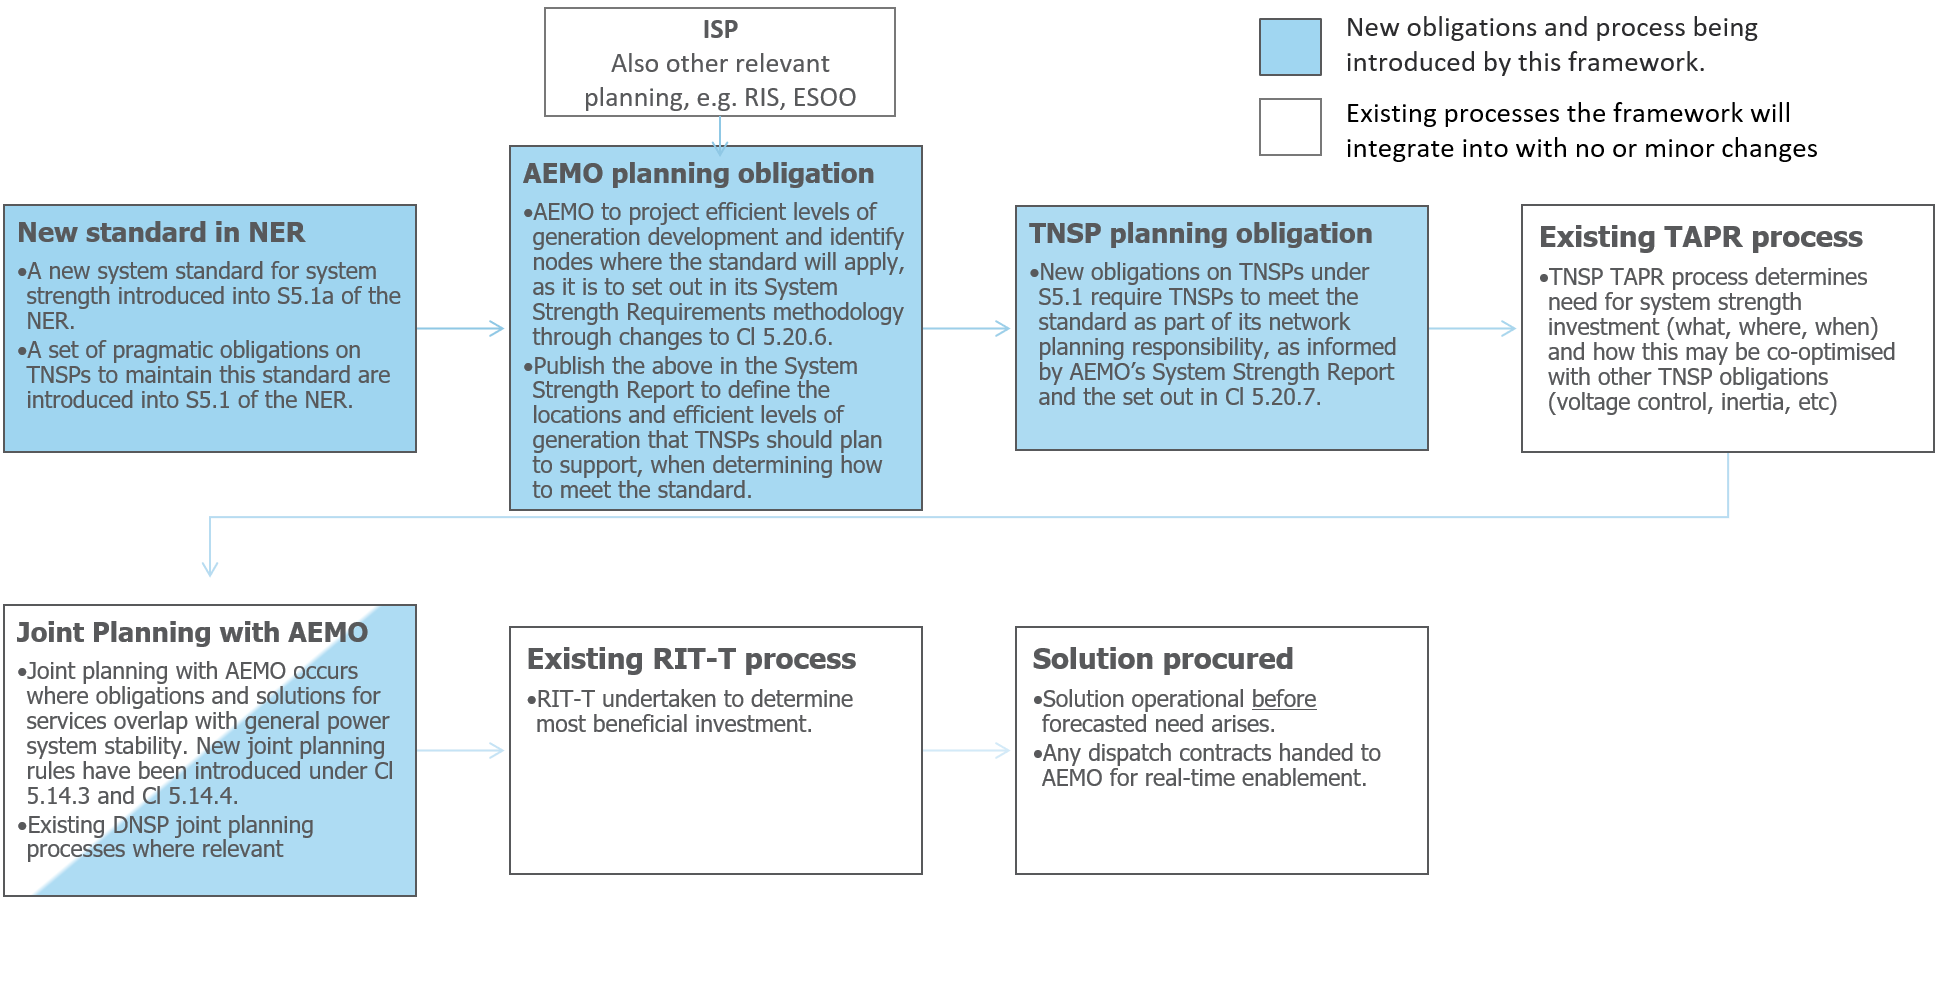 ISP
Also other relevant
planning, e.g. RIS, ESOO
New obligations and process being
introduced by this framework.
Existing processes the framework will
integrate into with no or minor changes
New standard in NER
•A new system standard for system
strength introduced into S5.1a of the
NER.
•A set of pragmatic obligations on
TNSPs to maintain this standard are
introduced into S5.1 of the NER.
AEMO planning obligation
•AEMO to project efficient levels of
generation development and identify
nodes where the standard will apply,
as it is to set out in its System
Strength Requirements methodology
through changes to Cl 5.20.6.
•Publish the above in the System
Strength Report to define the
locations and efficient levels of
generation that TNSPs should plan
to support, when determining how
to meet the standard.
TNSP planning obligation
•New obligations on TNSPs under
S5.1 require TNSPs to meet the
standard as part of its network
planning responsibility, as informed
by AEMO’s System Strength Report
and the set out in Cl 5.20.7.
Existing TAPR process
•TNSP TAPR process determines
need for system strength
investment (what, where, when)
and how this may be co-optimised
with other TNSP obligations
(voltage control, inertia, etc)
Joint Planning with AEMO
•Joint planning with AEMO occurs
where obligations and solutions for
services overlap with general power
system stability. New joint planning
rules have been introduced under Cl
5.14.3 and Cl 5.14.4.
•Existing DNSP joint planning
processes where relevant
Existing RIT-T process
•RIT-T undertaken to determine
most beneficial investment.
Solution procured
•Solution operational before
forecasted need arises.
•Any dispatch contracts handed to
AEMO for real-time enablement.